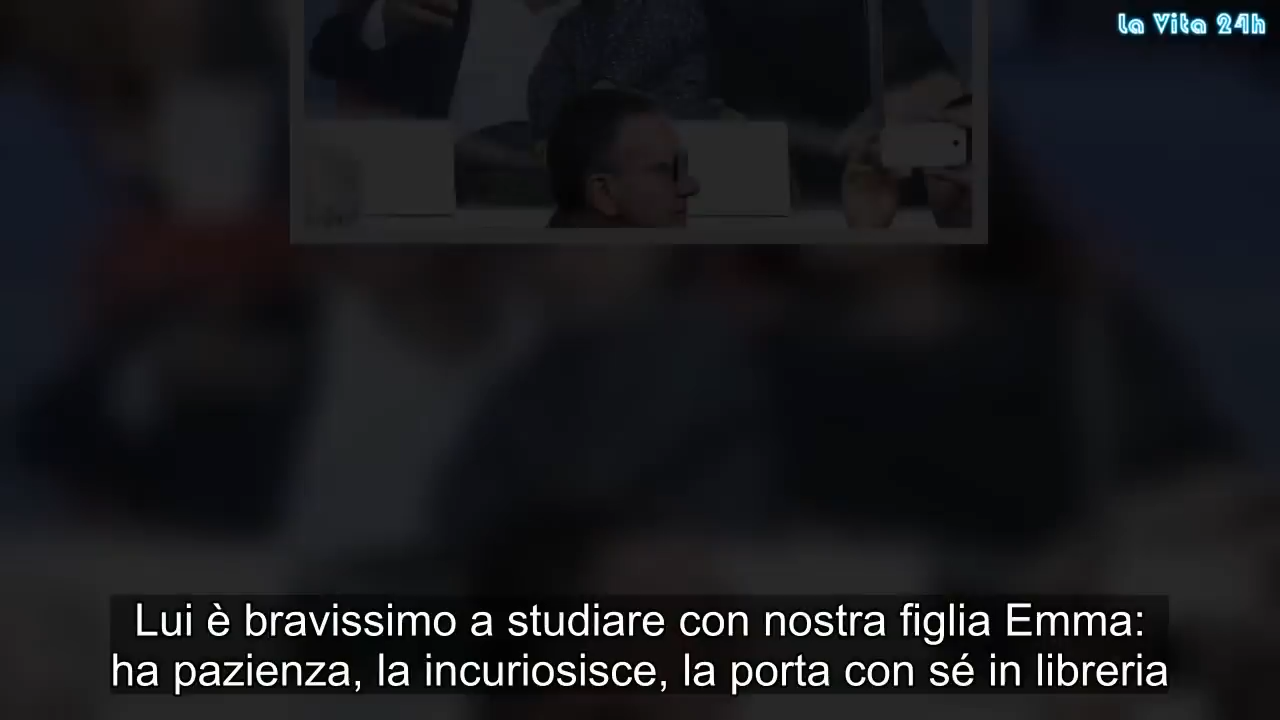 La Vita 24h
Lui è bravissimo a studiare con nostra figlia Emma:
ha pazienza, la incuriosisce, la porta con sé in libreria